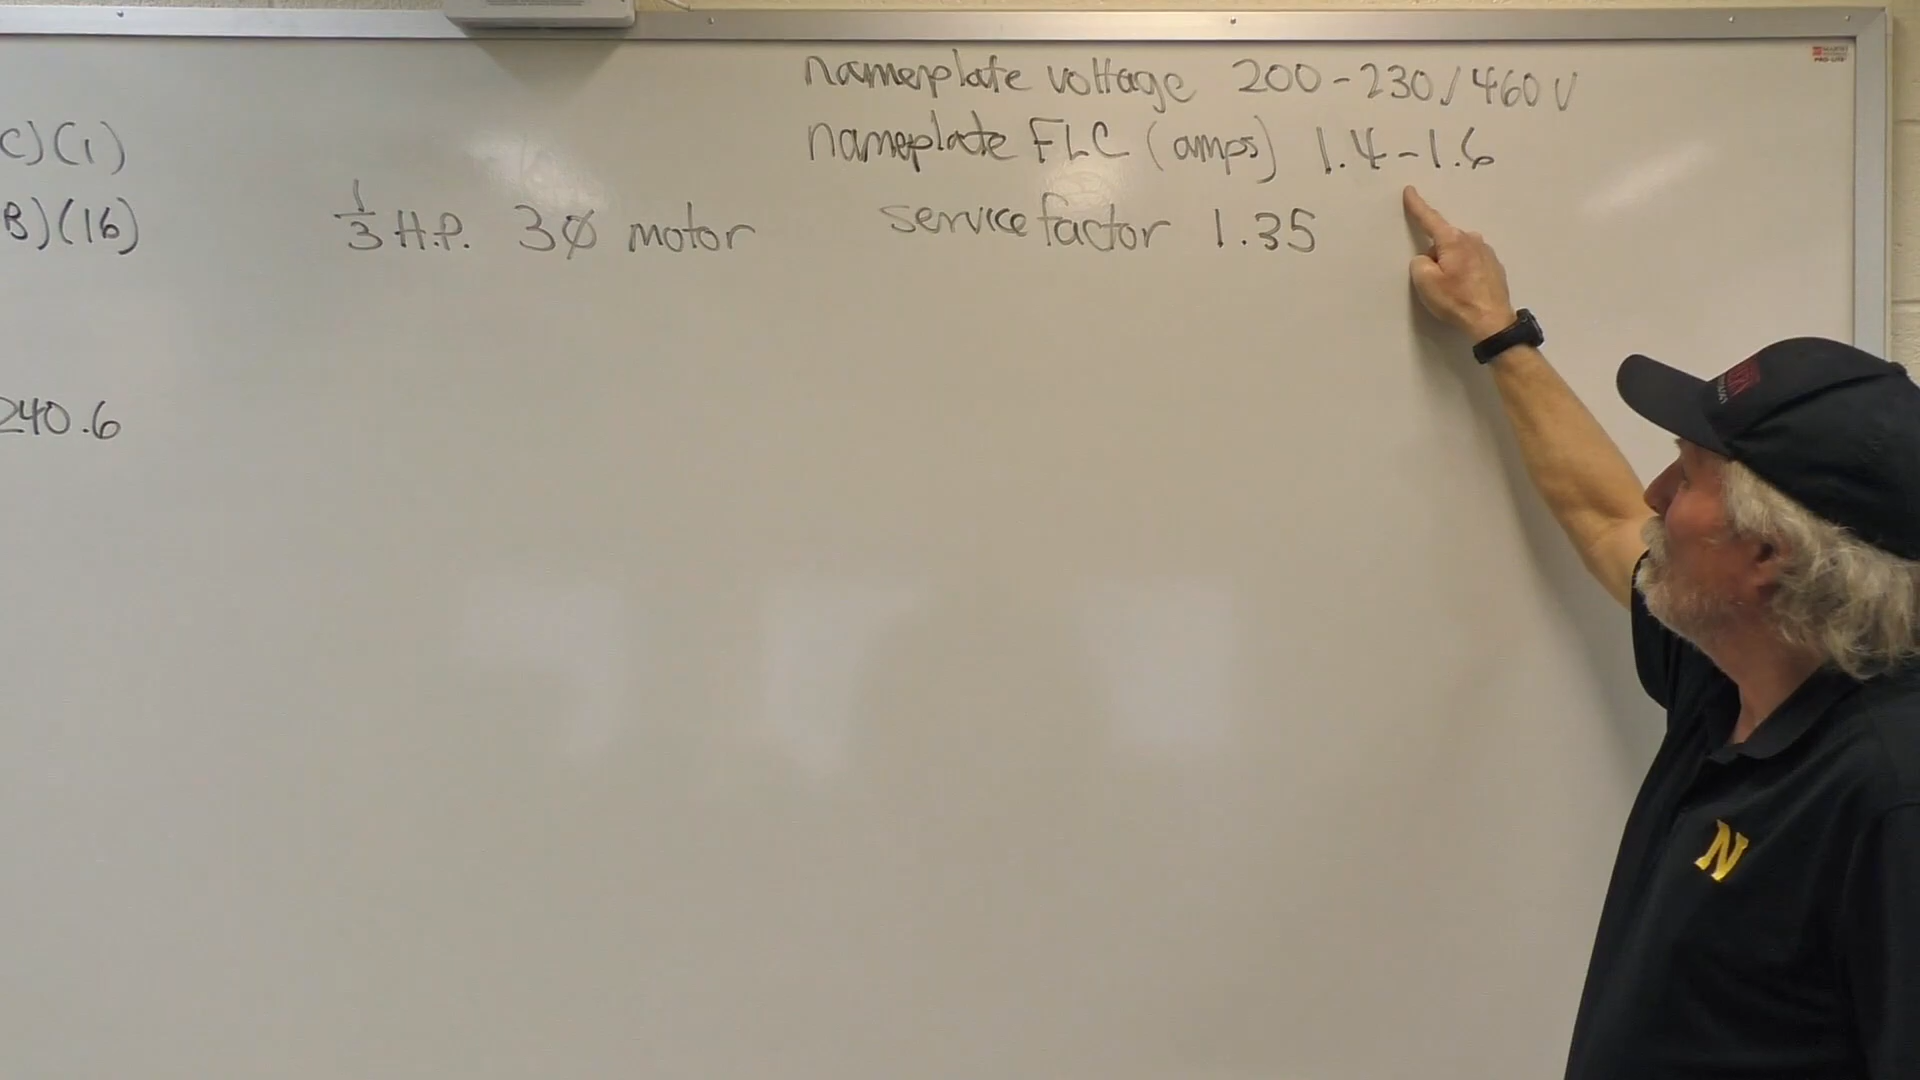 nameplate voltage 200-230/460V
nameplate FLC (amps) 1.4-1.6
C)(1)
B)(16)
1/3 H.P. 3Ø motor
service factor 1.35
240.6
N